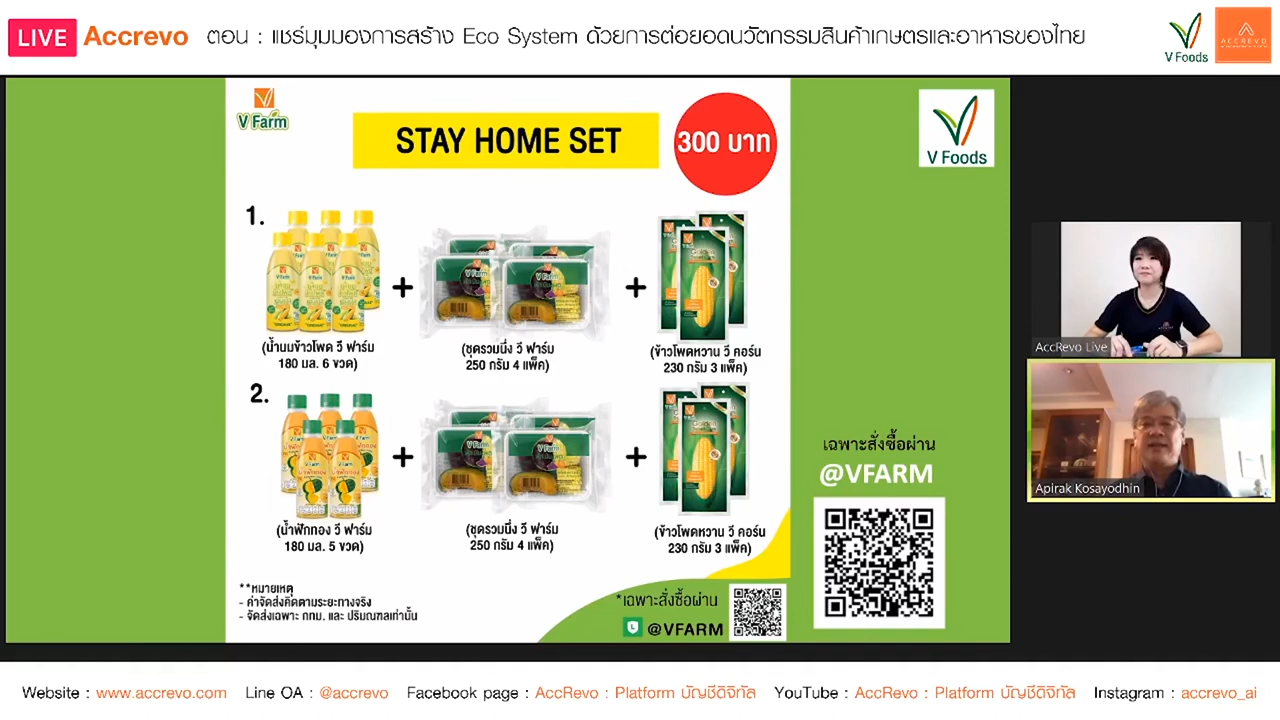 LIVE Accrevo ตอน : แชร์มุมมองการสร้าง Eco System ด้วยการต่อยอดนวัตกรรมสินค้าเกษตรและอาหารของไทย
V Foods
ACCREVO
V Farm
STAY HOME SET
300 บาท
V Foods
1.
+
+
(น้ำนมข้าวโพด วี ฟาร์ม
180 มล. 6 ขวด)
(ชุดรวมนึ่ง วี ฟาร์ม
250 กรัม 4 แพ็ค)
(ข้าวโพดหวาน วี คอร์น
230 กรัม 3 แพ็ค)
2.
+
+
(น้ำฟักทอง วี ฟาร์ม
180 มล. 5 ขวด)
(ชุดรวมนึ่ง วี ฟาร์ม
250 กรัม 4 แพ็ค)
(ข้าวโพดหวาน วี คอร์น
230 กรัม 3 แพ็ค)
**หมายเหตุ
- ค่าจัดส่งคิดตามระยะทางจริง
- จัดส่งเฉพาะ กทม. และ ปริมณฑลเท่านั้น
*เฉพาะสั่งซื้อผ่าน
@VFARM
เฉพาะสั่งซื้อผ่าน
@VFARM
AccRevo Live
Apirak Kosayodhin
Website : www.accrevo.com Line OA : @accrevo Facebook page : AccRevo : Platform บัญชีดิจิทัล YouTube : AccRevo : Platform บัญชีดิจิทัล Instagram : accrevo_ai